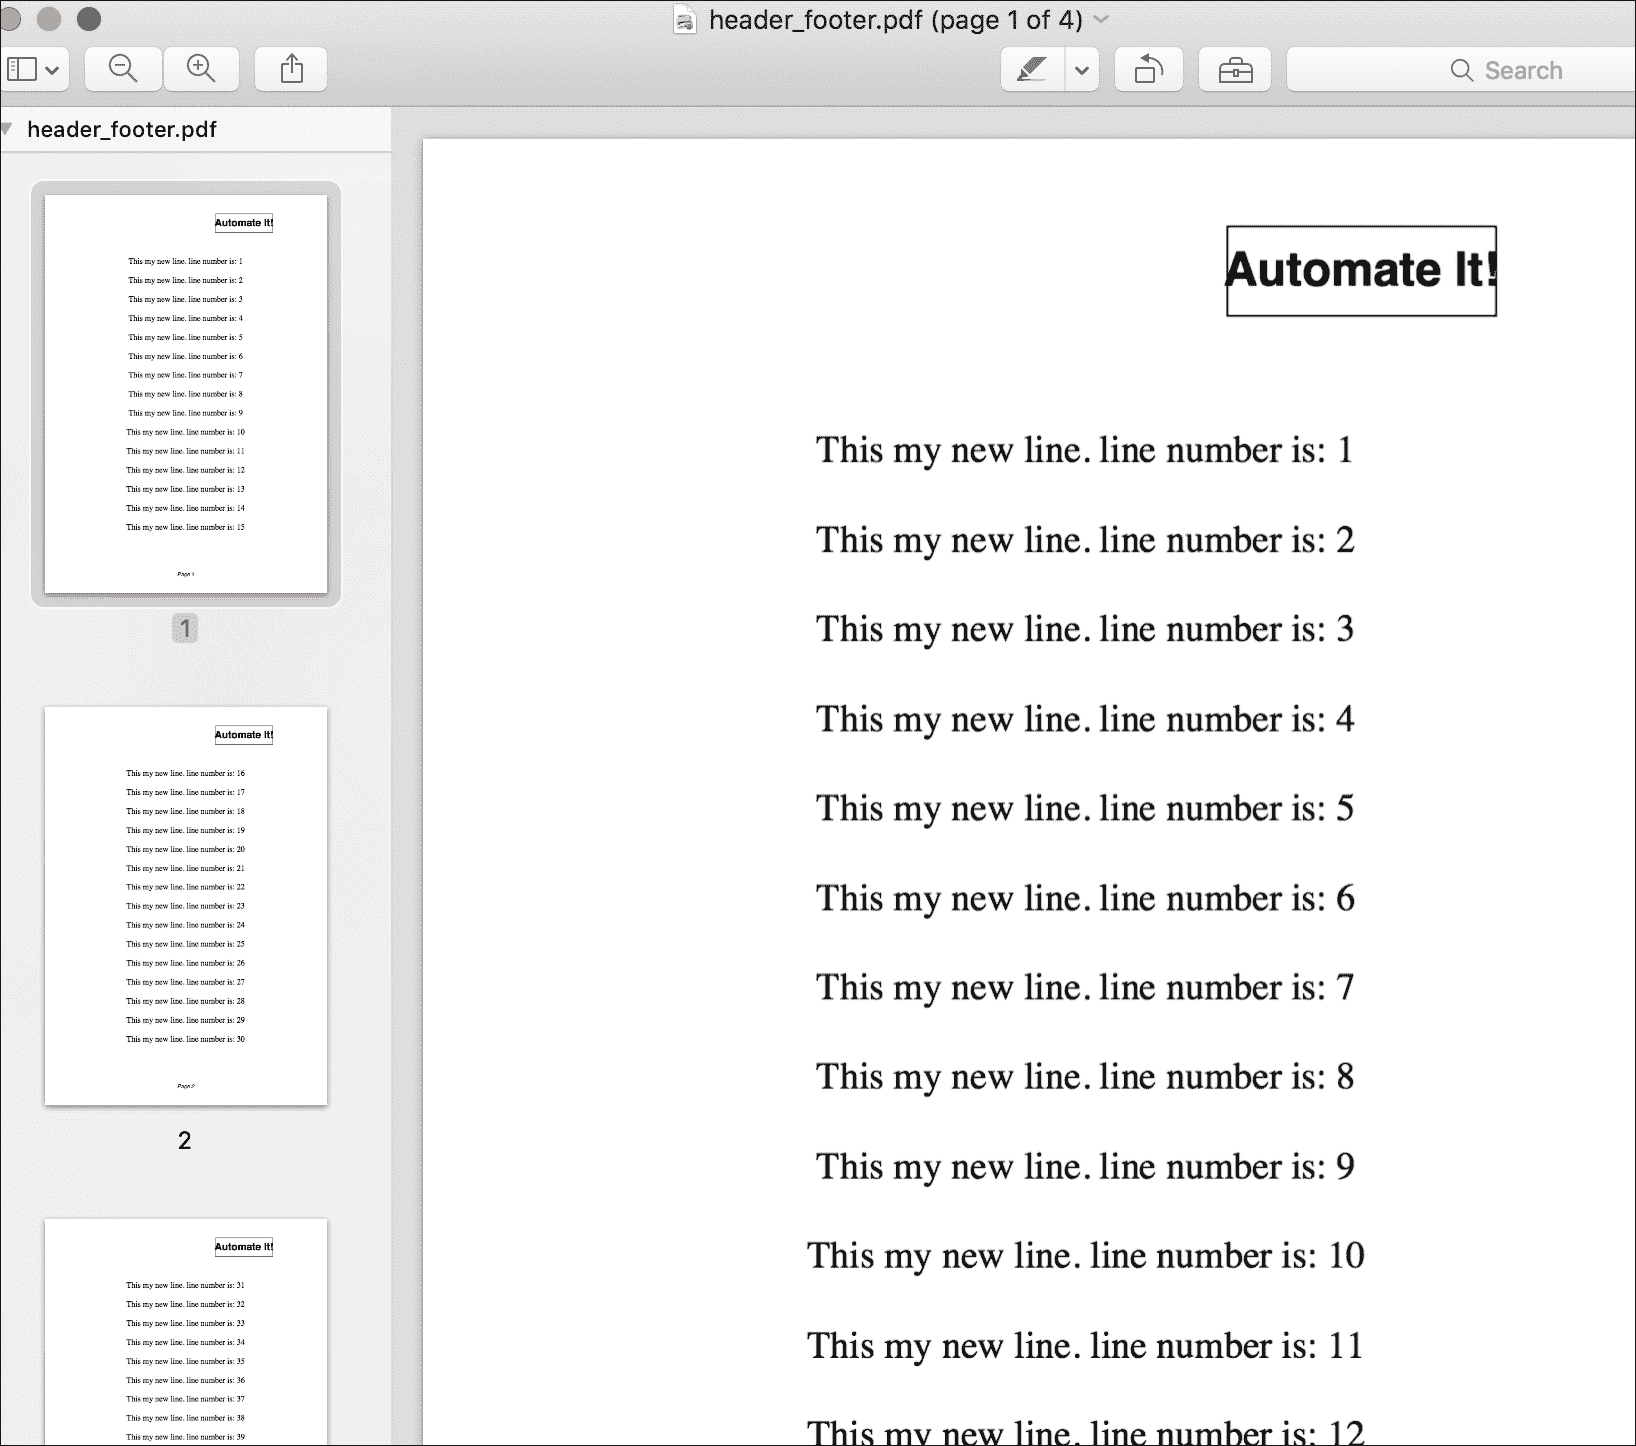 header_footer.pdf (page 1 of 4)
Search
header_footer.pdf
Automate It!
This my new line. line number is: 1
This my new line. line number is: 2
This my new line. line number is: 3
This my new line. line number is: 4
This my new line. line number is: 5
This my new line. line number is: 6
This my new line. line number is: 7
This my new line. line number is: 8
This my new line. line number is: 9
This my new line. line number is: 10
This my new line. line number is: 11
This my new line. line number is: 12
This my new line. line number is: 13
This my new line. line number is: 14
This my new line. line number is: 15
Page 1
1
Automate It!
This my new line. line number is: 16
This my new line. line number is: 17
This my new line. line number is: 18
This my new line. line number is: 19
This my new line. line number is: 20
This my new line. line number is: 21
This my new line. line number is: 22
This my new line. line number is: 23
This my new line. line number is: 24
This my new line. line number is: 25
This my new line. line number is: 26
This my new line. line number is: 27
This my new line. line number is: 28
This my new line. line number is: 29
This my new line. line number is: 30
Page 2
2
Automate It!
This my new line. line number is: 31
This my new line. line number is: 32
This my new line. line number is: 33
This my new line. line number is: 34
This my new line. line number is: 35
This my new line. line number is: 36
This my new line. line number is: 37
This my new line. line number is: 38
This my new line. line number is: 39
Automate It!
This my new line. line number is: 1
This my new line. line number is: 2
This my new line. line number is: 3
This my new line. line number is: 4
This my new line. line number is: 5
This my new line. line number is: 6
This my new line. line number is: 7
This my new line. line number is: 8
This my new line. line number is: 9
This my new line. line number is: 10
This my new line. line number is: 11
This my new line. line number is: 12